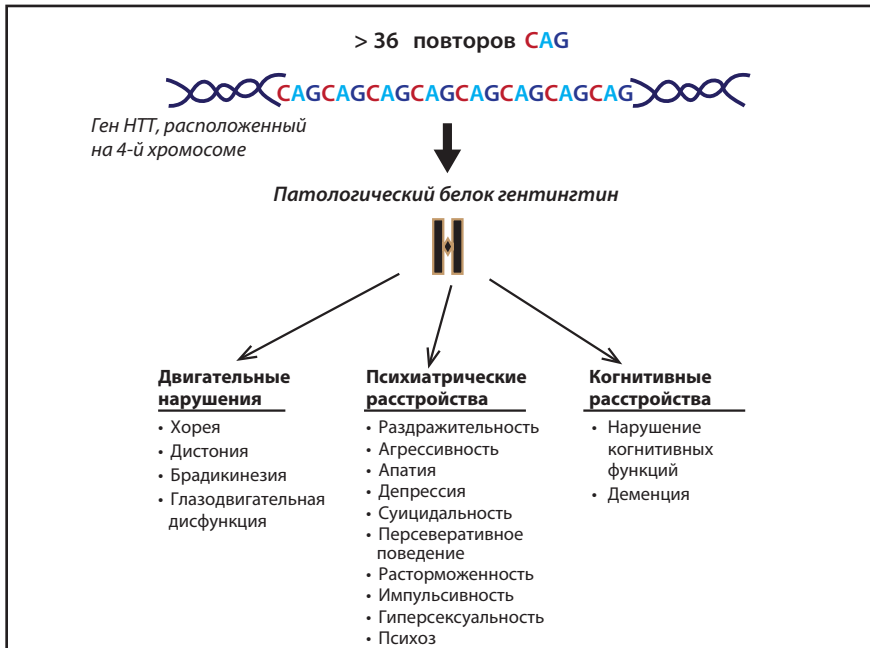 > 36 повторов CAG
CAGCAGCAGCAGCAGCAGCAGCAG
Ген HTT, расположенный
на 4-й хромосоме
Патологический белок гентингтин
Двигательные
нарушения
• Хорея
• Дистония
• Брадикинезия
• Глазодвигательная
дисфункция
Психиатрические
расстройства
• Раздражительность
• Агрессивность
• Апатия
• Депрессия
• Суицидальность
• Персеверативное
поведение
• Расторможенность
• Импульсивность
• Гиперсексуальность
• Психоз
Когнитивные
расстройства
• Нарушение
когнитивных
функций
• Деменция